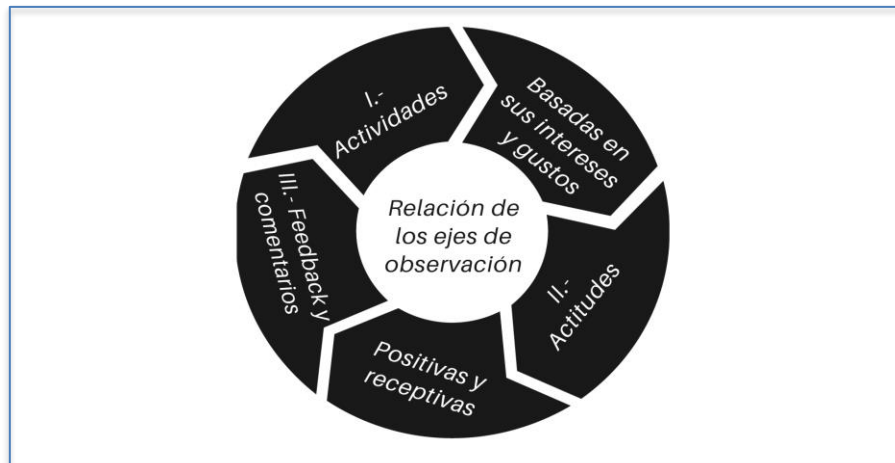 I.-
Actividades
Basadas en
sus intereses
y gustos
II.-
Actitudes
Positivas y
receptivas
III.- Feedback y
comentarios
Relación de
los ejes de
observación